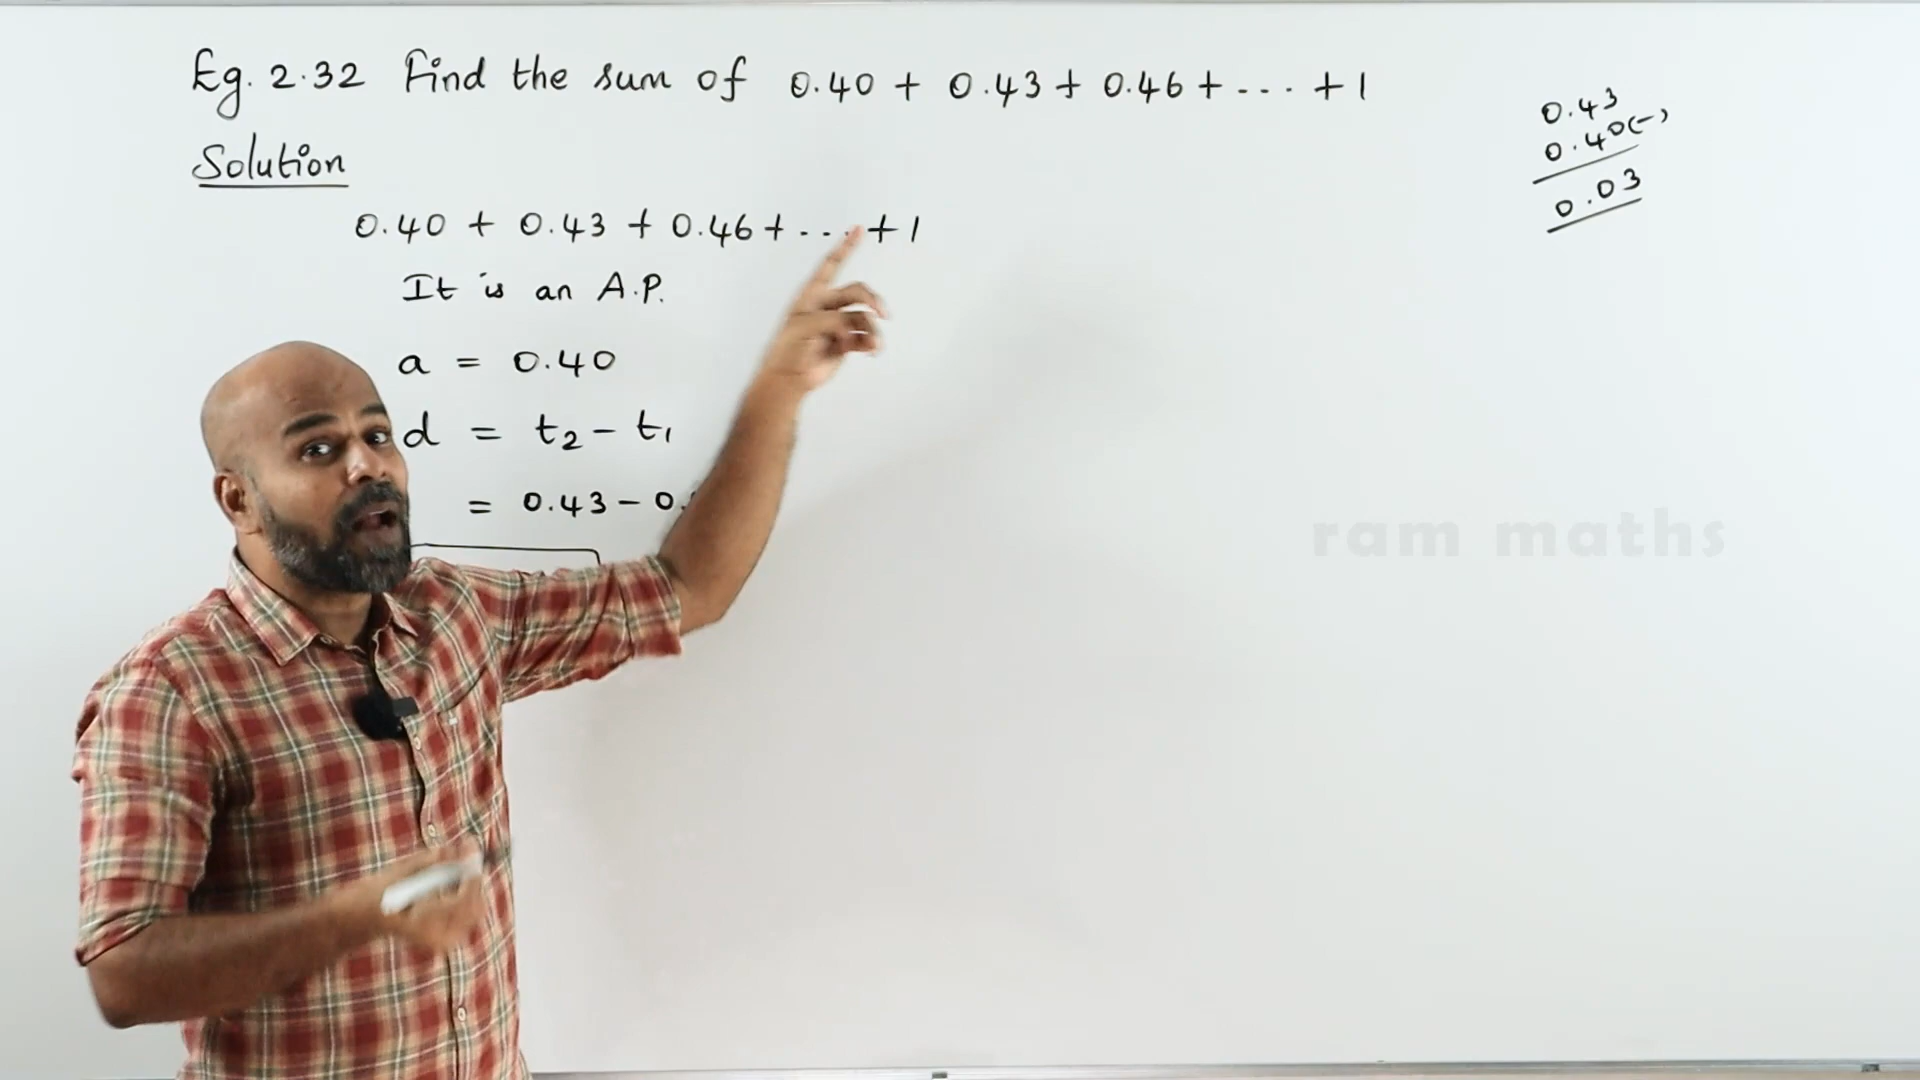 Eg. 2.32 Find the sum of 0.40 + 0.43 + 0.46 + ... + 1
Solution
0.40 + 0.43 + 0.46 + ... + 1
It is an A.P.
a = 0.40
d = t₂ - t₁
= 0.43 - 0.
0.43
0.40(-)
0.03
ram maths